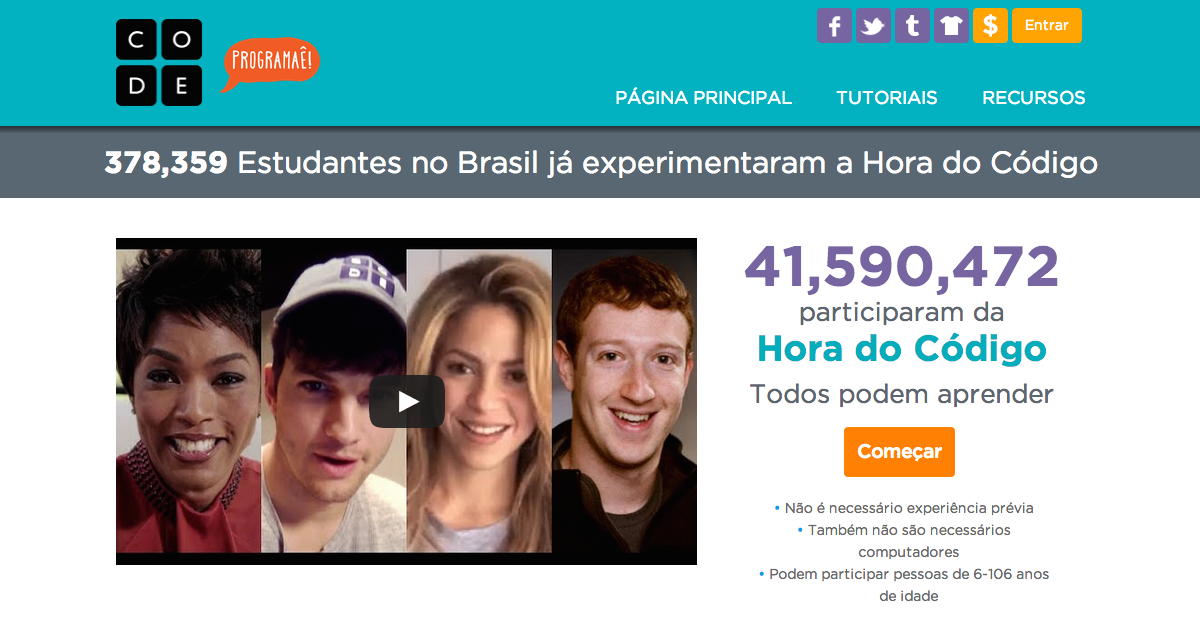 C O
D E
PROGRAMAÊ!
f t $ Entrar
PÁGINA PRINCIPAL TUTORIAIS RECURSOS
378,359 Estudantes no Brasil já experimentaram a Hora do Código
41,590,472
participaram da
Hora do Código
Todos podem aprender
Começar
• Não é necessário experiência prévia
• Também não são necessários
computadores
• Podem participar pessoas de 6-106 anos
de idade